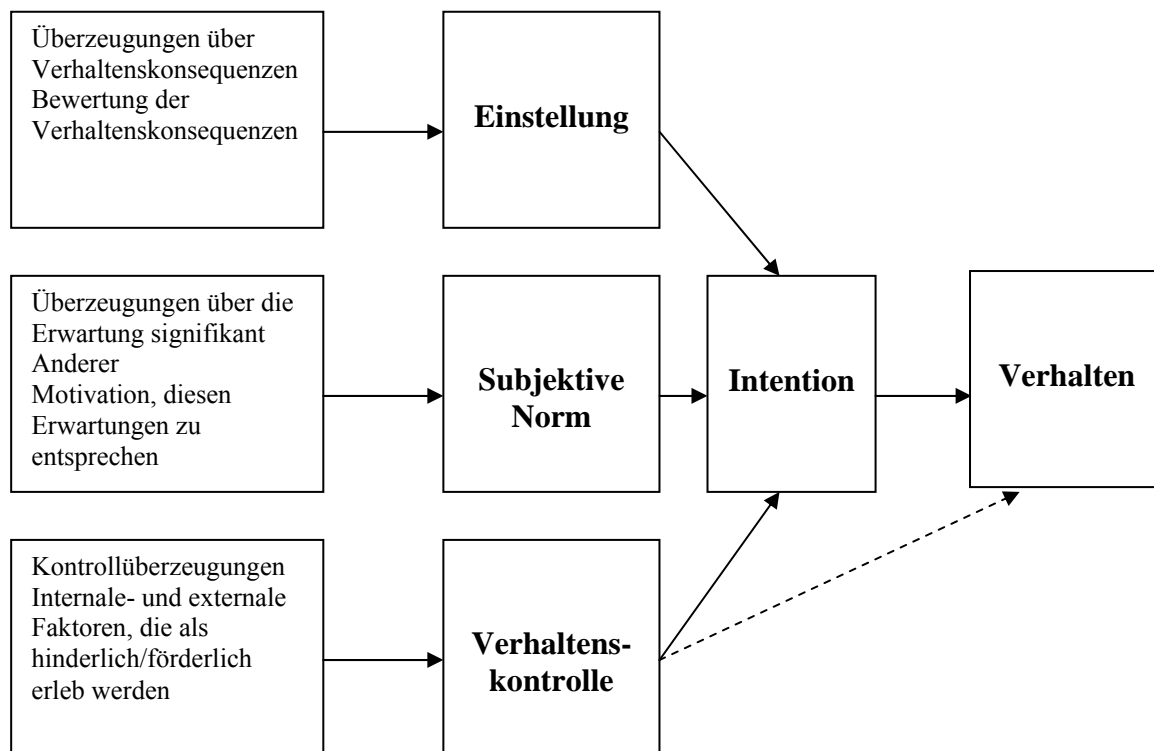 Überzeugungen über
Verhaltenskonsequenzen
Bewertung der
Verhaltenskonsequenzen
Einstellung
Überzeugungen über die
Erwartung signifikant
Anderer
Motivation, diesen
Erwartungen zu
entsprechen
Subjektive
Norm
Intention
Verhalten
Kontrollüberzeugungen
Internale- und externale
Faktoren, die als
hinderlich/förderlich
erleb werden
Verhaltens-
kontrolle